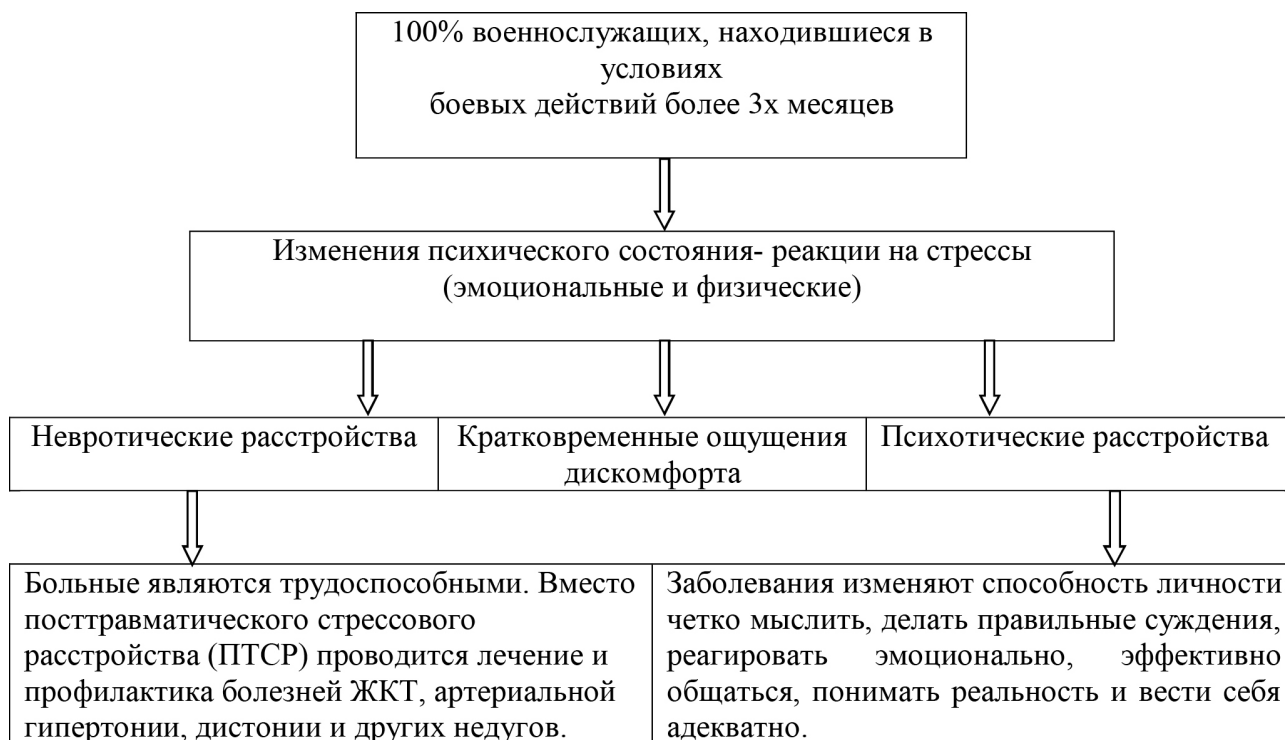 100% военнослужащих, находившиеся в
условиях
боевых действий более 3х месяцев
Изменения психического состояния- реакции на стрессы
(эмоциональные и физические)
Невротические расстройства
Кратковременные ощущения
дискомфорта
Психотические расстройства
Больные являются трудоспособными. Вместо
посттравматического стрессового
расстройства (ПТСР) проводится лечение и
профилактика болезней ЖКТ, артериальной
гипертонии, дистонии и других недугов.
Заболевания изменяют способность личности
четко мыслить, делать правильные суждения,
реагировать эмоционально, эффективно
общаться, понимать реальность и вести себя
адекватно.